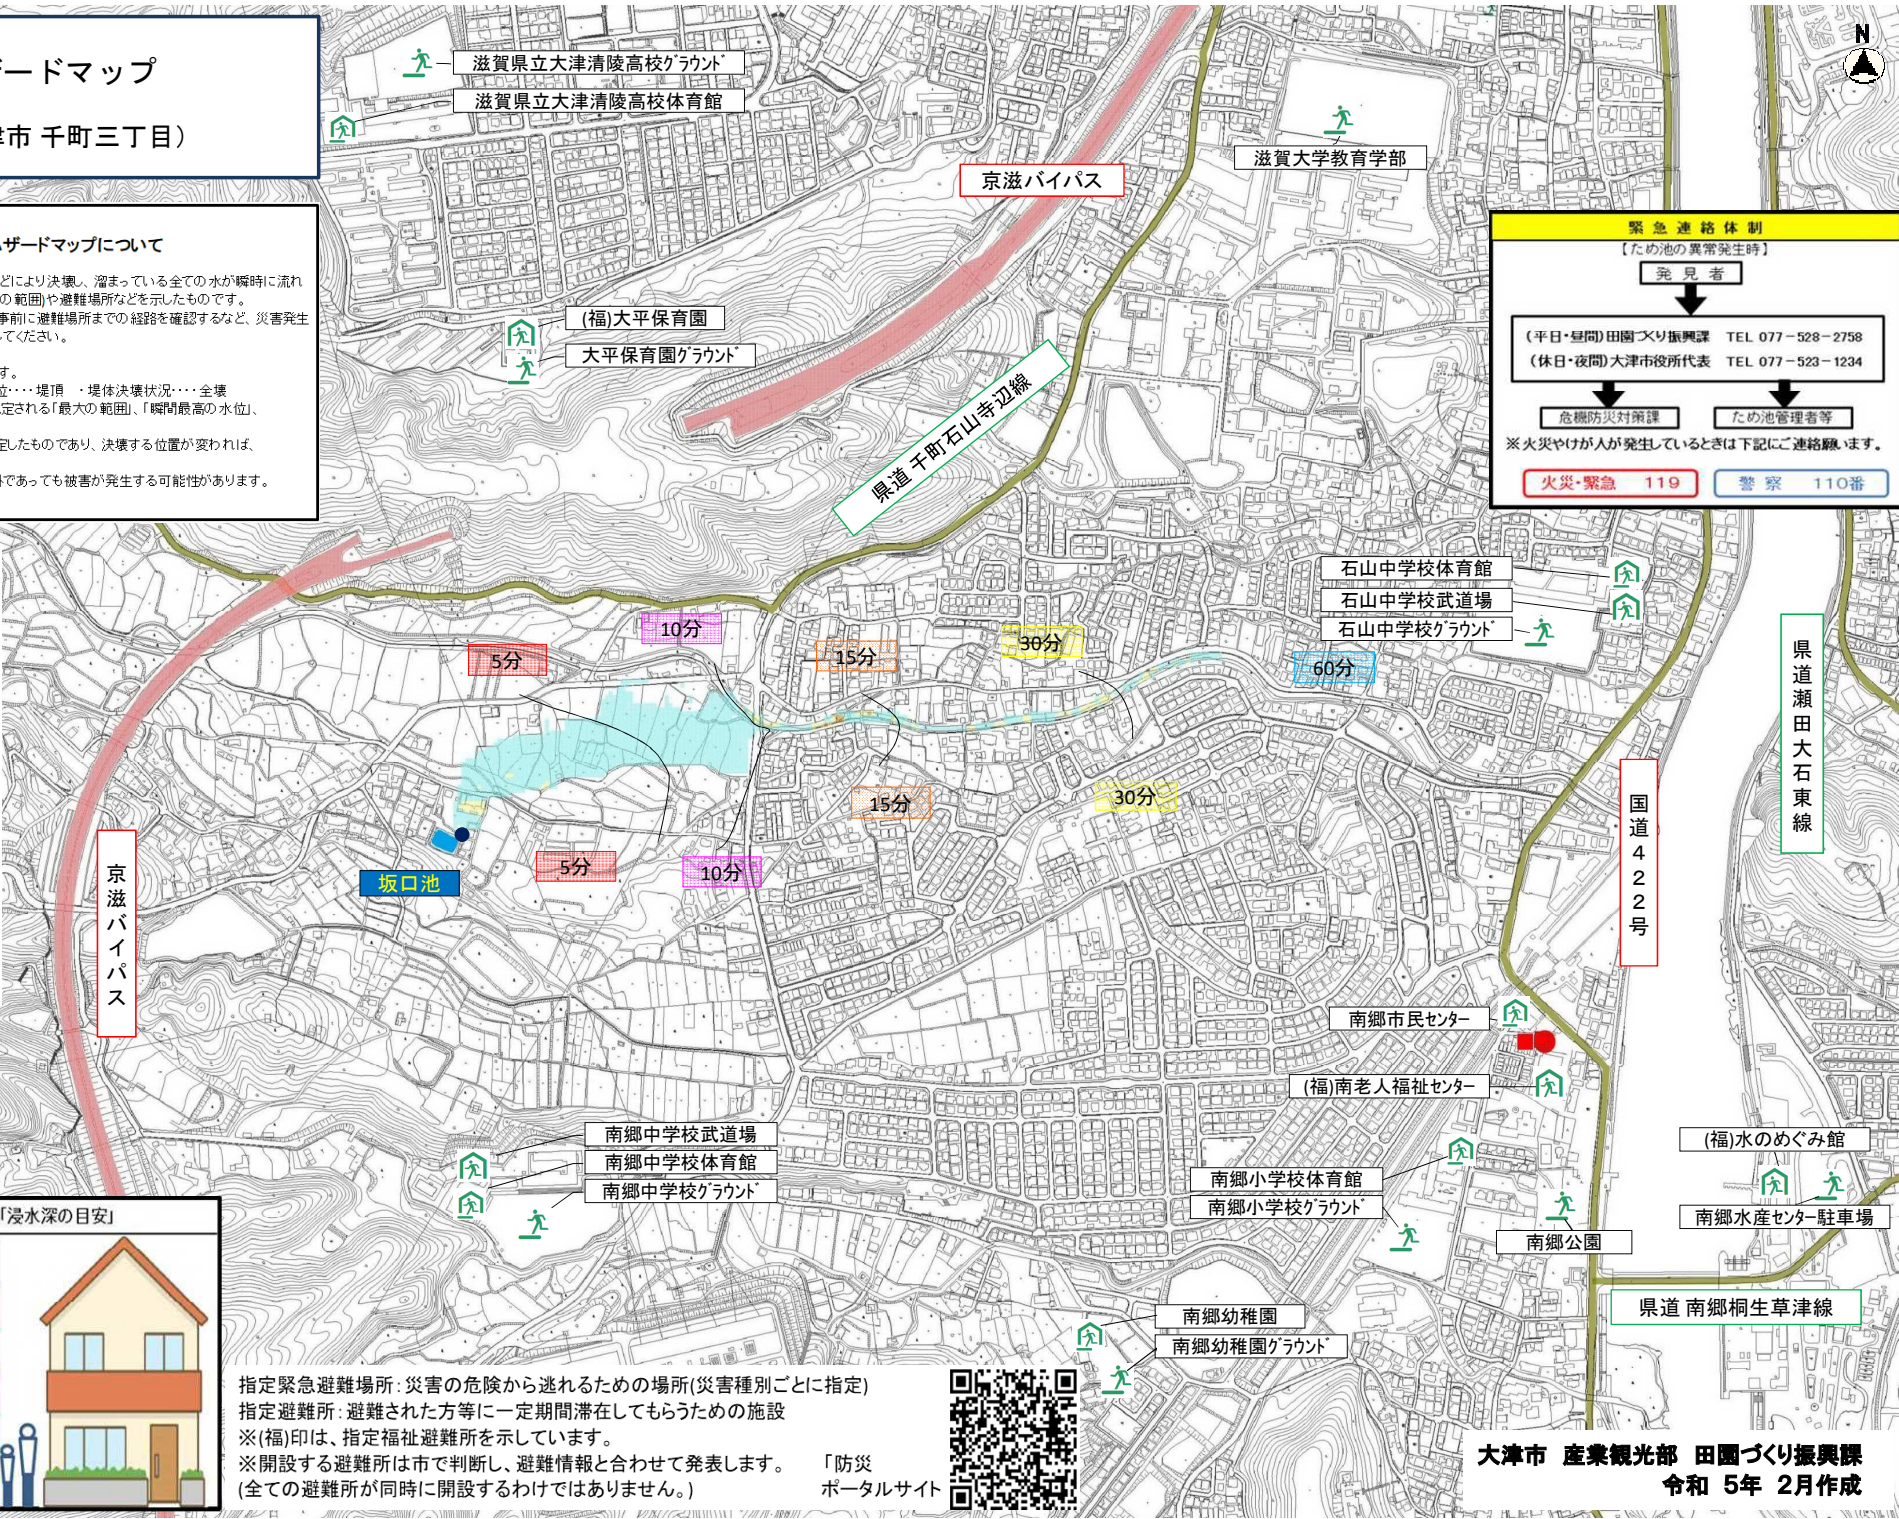 ードマップ
市 千町三丁目）
ザードマップについて
どにより決壊し、溜まっている全ての水が瞬時に流れ
の範囲)や避難場所などを示したものです。
事前に避難場所までの経路を確認するなど、災害発生
てください。
す。
位‥‥堤頂　・堤体決壊状況‥‥全壊
定される「最大の範囲」、「瞬間最高の水位」、
定したものであり、決壊する位置が変われば、
であっても被害が発生する可能性があります。
滋賀県立大津清陵高校ｸﾞﾗｳﾝﾄﾞ
滋賀県立大津清陵高校体育館
京滋バイパス
滋賀大学教育学部
N
緊急連絡体制
【ため池の異常発生時】
発見者
(平日・昼間)田園づくり振興課　TEL 077－528－2758
(休日・夜間)大津市役所代表　TEL 077－523－1234
危機防災対策課
ため池管理者等
※火災やけが人が発生しているときは下記にご連絡願います。
火災・緊急　119
警察　110番
(福)大平保育園
大平保育園ｸﾞﾗｳﾝﾄﾞ
県道 千町石山寺辺線
石山中学校体育館
石山中学校武道場
石山中学校ｸﾞﾗｳﾝﾄﾞ
5分
10分
15分
30分
60分
県道瀬田大石東線
国道422号
5分
10分
15分
30分
坂口池
京滋バイパス
南郷市民ｾﾝﾀｰ
(福)南老人福祉ｾﾝﾀｰ
南郷中学校武道場
南郷中学校体育館
南郷中学校ｸﾞﾗｳﾝﾄﾞ
南郷小学校体育館
南郷小学校ｸﾞﾗｳﾝﾄﾞ
(福)水のめぐみ館
南郷水産ｾﾝﾀｰ駐車場
南郷公園
県道 南郷桐生草津線
南郷幼稚園
南郷幼稚園ｸﾞﾗｳﾝﾄﾞ
「浸水深の目安」
指定緊急避難場所：災害の危険から逃れるための場所(災害種別ごとに指定)
指定避難所：避難された方等に一定期間滞在してもらうための施設
※(福)印は、指定福祉避難所を示しています。
※開設する避難所は市で判断し、避難情報と合わせて発表します。
(全ての避難所が同時に開設するわけではありません。)
「防災
ポータルサイト
大津市　産業観光部　田園づくり振興課
令和　5年　2月作成